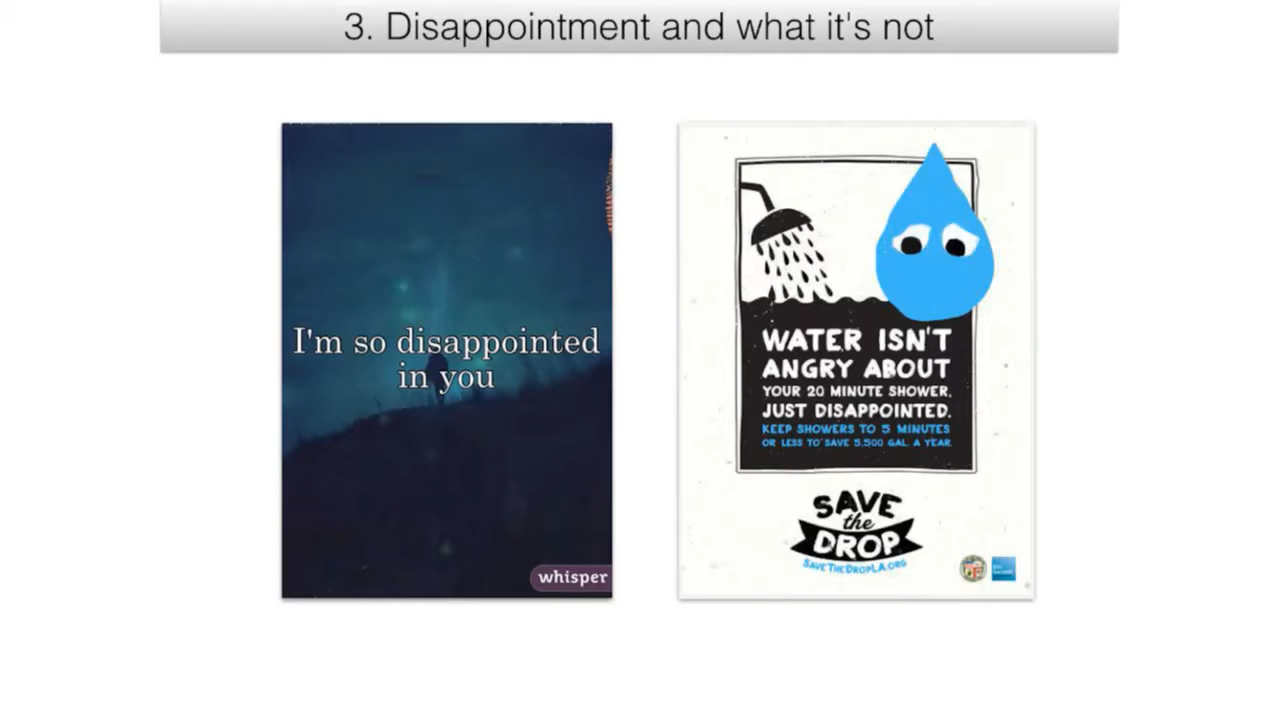 3. Disappointment and what it's not
I'm so disappointed
in you
whisper
WATER ISN'T
ANGRY ABOUT
YOUR 20 MINUTE SHOWER,
JUST DISAPPOINTED.
KEEP SHOWERS TO 5 MINUTES
OR LESS TO SAVE 5,500 GAL. A YEAR.
SAVE
the
DROP
SAVETHEDROPLA.ORG